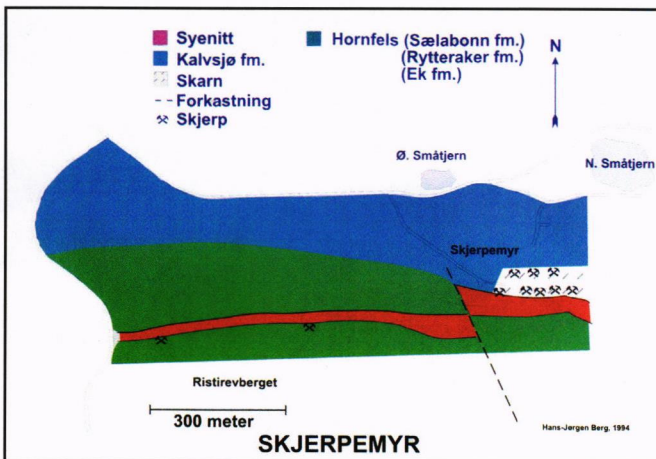 Syenitt
Kalvsjø fm.
Skarn
Forkastning
Skjerp
Hornfels (Sælabonn fm.)
(Rytteraker fm.)
(Ek fm.)
N
Ø. Småtjern
N. Småtjern
Skjerpemyr
Ristirevberget
300 meter
Hans-Jørgen Berg, 1994
SKJERPEMYR